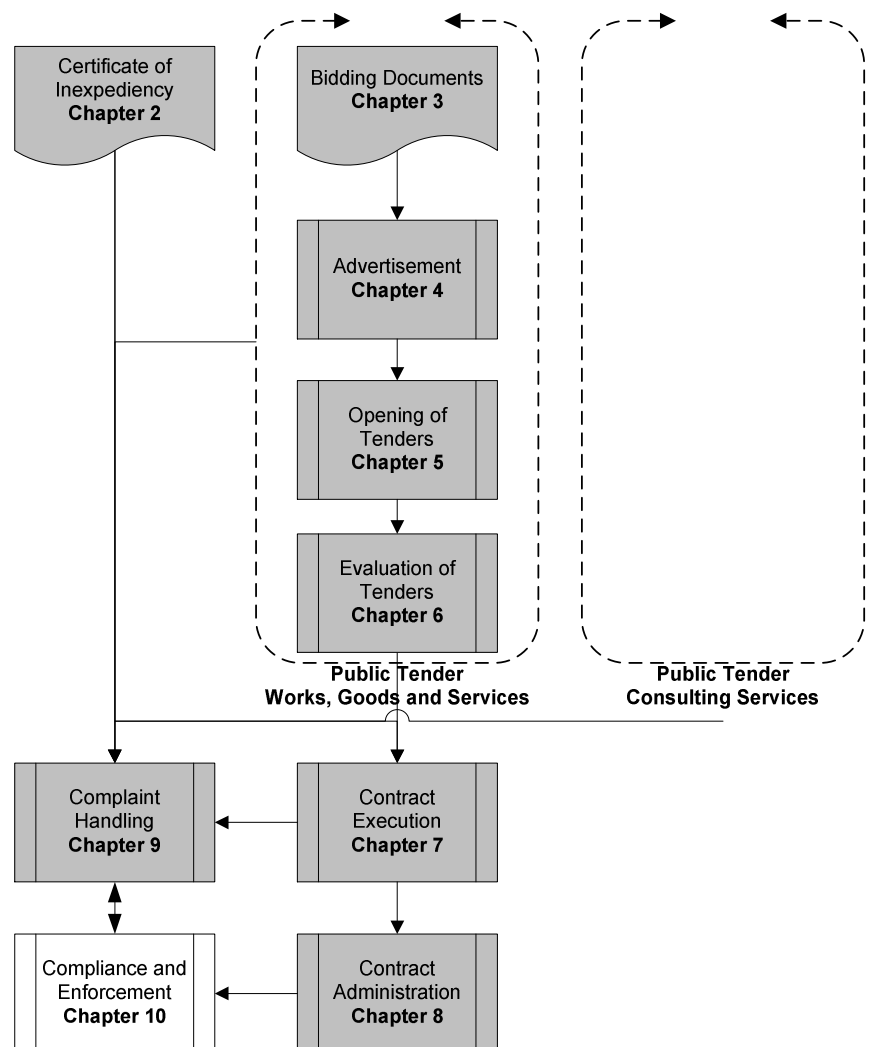 Certificate of
Inexpediency
Chapter 2
Bidding Documents
Chapter 3
Advertisement
Chapter 4
Opening of
Tenders
Chapter 5
Evaluation of
Tenders
Chapter 6
Public Tender
Works, Goods and Services
Public Tender
Consulting Services
Complaint
Handling
Chapter 9
Contract
Execution
Chapter 7
Compliance and
Enforcement
Chapter 10
Contract
Administration
Chapter 8